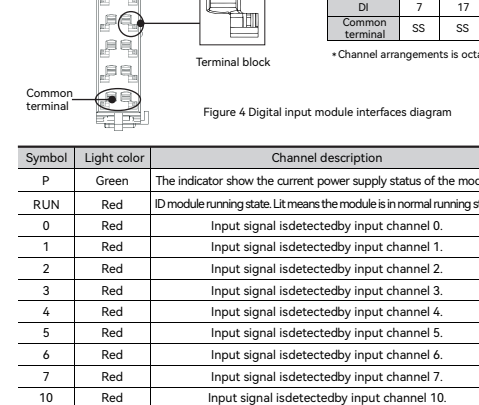 DI 7 17
Common terminal SS SS
*Channel arrangements is octa
Terminal block
Common
terminal
Figure 4 Digital input module interfaces diagram
Symbol Light color Channel description
P Green The indicator show the current power supply status of the mod
RUN Red ID module running state. Lit means the module is in normal running st
0 Red Input signal isdetectedby input channel 0.
1 Red Input signal isdetectedby input channel 1.
2 Red Input signal isdetectedby input channel 2.
3 Red Input signal isdetectedby input channel 3.
4 Red Input signal isdetectedby input channel 4.
5 Red Input signal isdetectedby input channel 5.
6 Red Input signal isdetectedby input channel 6.
7 Red Input signal isdetectedby input channel 7.
10 Red Input signal isdetectedby input channel 10.